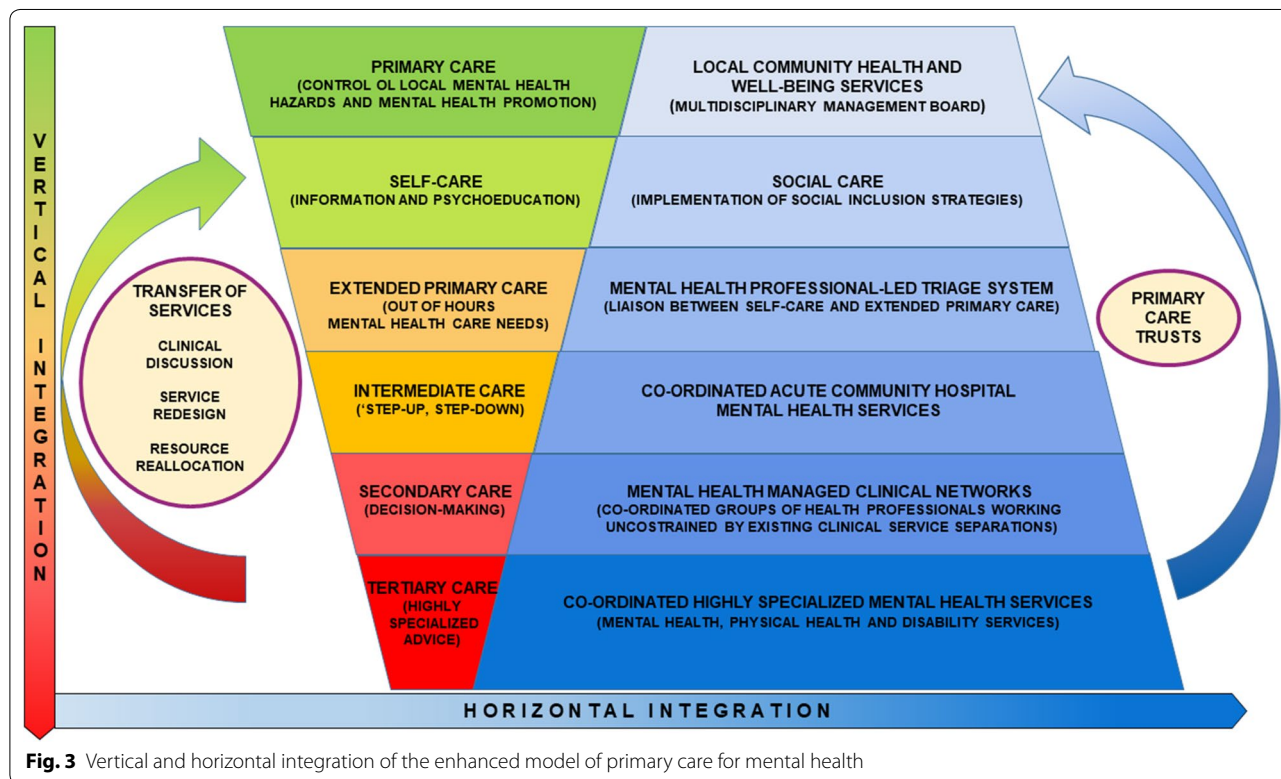 VERTICAL INTEGRATION
PRIMARY CARE
(CONTROL OL LOCAL MENTAL HEALTH
HAZARDS AND MENTAL HEALTH PROMOTION)
LOCAL COMMUNITY HEALTH AND
WELL-BEING SERVICES
(MULTIDISCIPLINARY MANAGEMENT BOARD)
SELF-CARE
(INFORMATION AND PSYCHOEDUCATION)
SOCIAL CARE
(IMPLEMENTATION OF SOCIAL INCLUSION STRATEGIES)
TRANSFER OF
SERVICES
CLINICAL
DISCUSSION
SERVICE
REDESIGN
RESOURCE
REALLOCATION
EXTENDED PRIMARY CARE
(OUT OF HOURS
MENTAL HEALTH CARE NEEDS)
MENTAL HEALTH PROFESSIONAL-LED TRIAGE SYSTEM
(LIAISON BETWEEN SELF-CARE AND EXTENDED PRIMARY CARE)
PRIMARY
CARE
TRUSTS
INTERMEDIATE CARE
(‘STEP-UP, STEP-DOWN)
CO-ORDINATED ACUTE COMMUNITY HOSPITAL
MENTAL HEALTH SERVICES
SECONDARY CARE
(DECISION-MAKING)
MENTAL HEALTH MANAGED CLINICAL NETWORKS
(CO-ORDINATED GROUPS OF HEALTH PROFESSIONALS WORKING
UNCOSTRAINED BY EXISTING CLINICAL SERVICE SEPARATIONS)
TERTIARY CARE
(HIGHLY
SPECIALIZED
ADVICE)
CO-ORDINATED HIGHLY SPECIALIZED MENTAL HEALTH SERVICES
(MENTAL HEALTH, PHYSICAL HEALTH AND DISABILITY SERVICES)
HORIZONTAL INTEGRATION
Fig. 3 Vertical and horizontal integration of the enhanced model of primary care for mental health